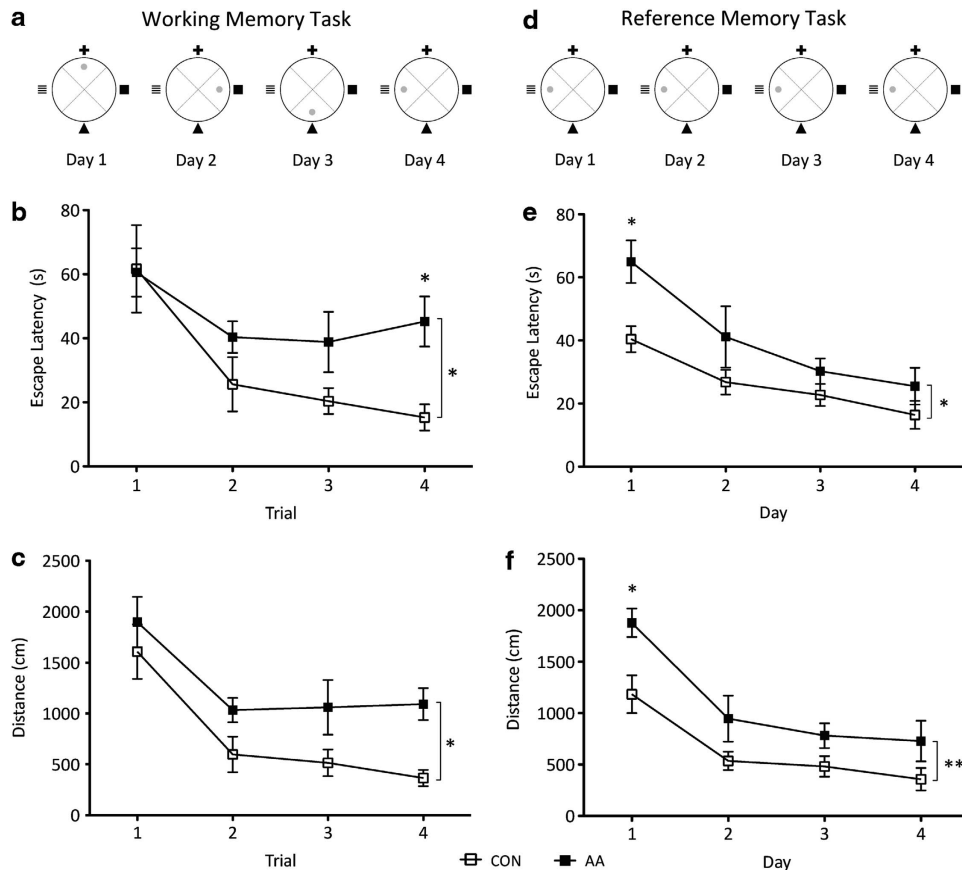 a Working Memory Task
Day 1 Day 2 Day 3 Day 4
d Reference Memory Task
Day 1 Day 2 Day 3 Day 4
b
Escape Latency (s)
80
60
40
20
0
*
*
1 2 3 4
Trial
e
Escape Latency (s)
80
60
40
20
0
*
*
1 2 3 4
Day
c
Distance (cm)
2500
2000
1500
1000
500
0
*
1 2 3 4
Trial
f
Distance (cm)
2500
2000
1500
1000
500
0
*
**
1 2 3 4
Day
CON AA